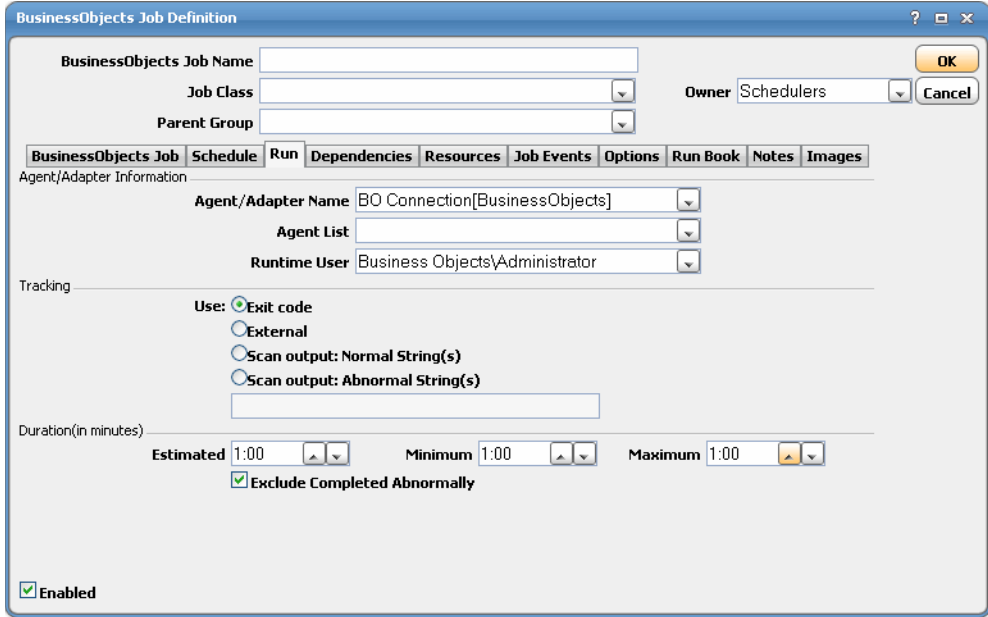 BusinessObjects Job Definition ?
BusinessObjects Job Name OK
Job Class Owner Schedulers Cancel
Parent Group
BusinessObjects Job Schedule Run Dependencies Resources Job Events Options Run Book Notes Images
Agent/Adapter Information
Agent/Adapter Name BO Connection[BusinessObjects]
Agent List
Runtime User Business Objects\Administrator
Tracking
Use: Exit code
External
Scan output: Normal String(s)
Scan output: Abnormal String(s)
Duration(in minutes)
Estimated 1:00 Minimum 1:00 Maximum 1:00
Exclude Completed Abnormally
Enabled